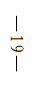 — 19 —